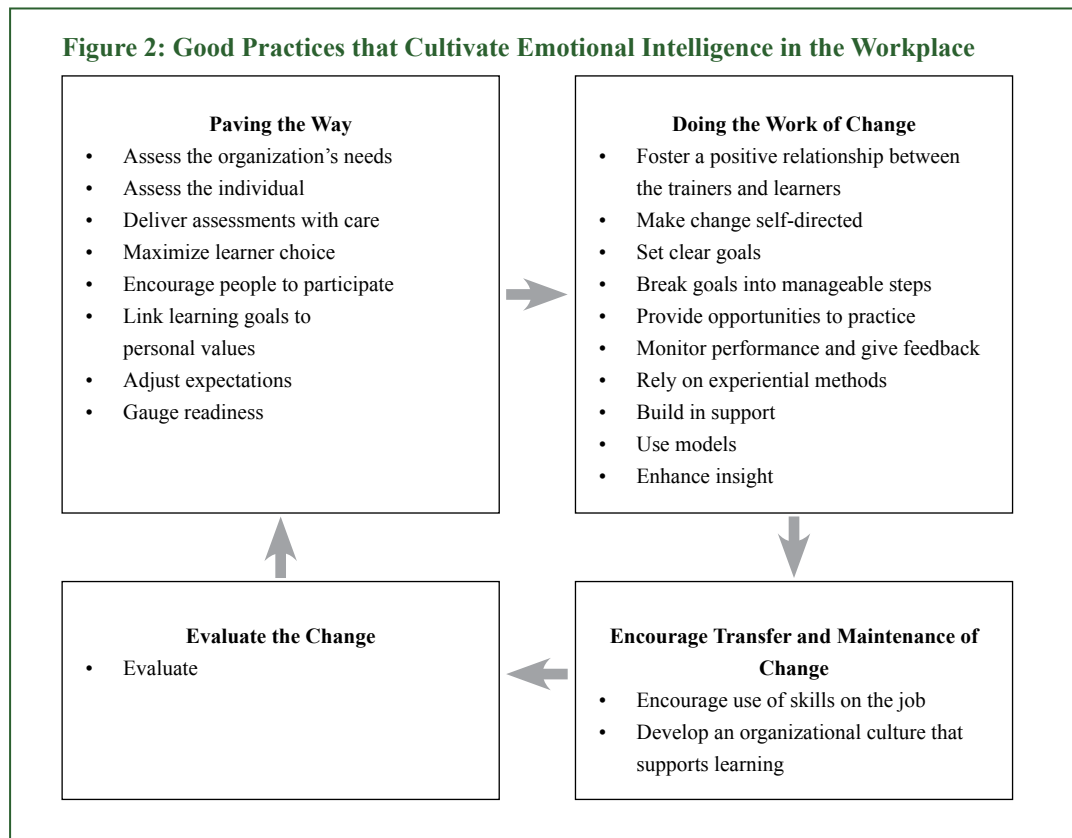 Figure 2: Good Practices that Cultivate Emotional Intelligence in the Workplace
Paving the Way
• Assess the organization’s needs
• Assess the individual
• Deliver assessments with care
• Maximize learner choice
• Encourage people to participate
• Link learning goals to
personal values
• Adjust expectations
• Gauge readiness
Doing the Work of Change
• Foster a positive relationship between
the trainers and learners
• Make change self-directed
• Set clear goals
• Break goals into manageable steps
• Provide opportunities to practice
• Monitor performance and give feedback
• Rely on experiential methods
• Build in support
• Use models
• Enhance insight
Encourage Transfer and Maintenance of
Change
• Encourage use of skills on the job
• Develop an organizational culture that
supports learning
Evaluate the Change
• Evaluate